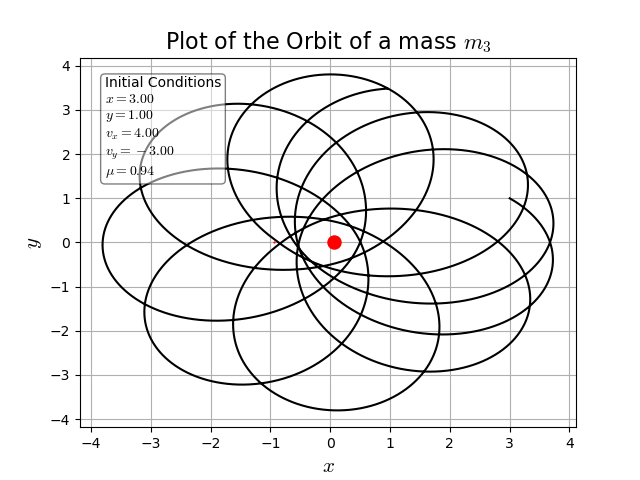 Plot of the Orbit of a mass m₃
Initial Conditions
x = 3.00
y = 1.00
vₓ = 4.00
v_y = −3.00
μ = 0.94
4
3
2
1
0
−1
−2
−3
−4
y
−4 −3 −2 −1 0 1 2 3 4
x